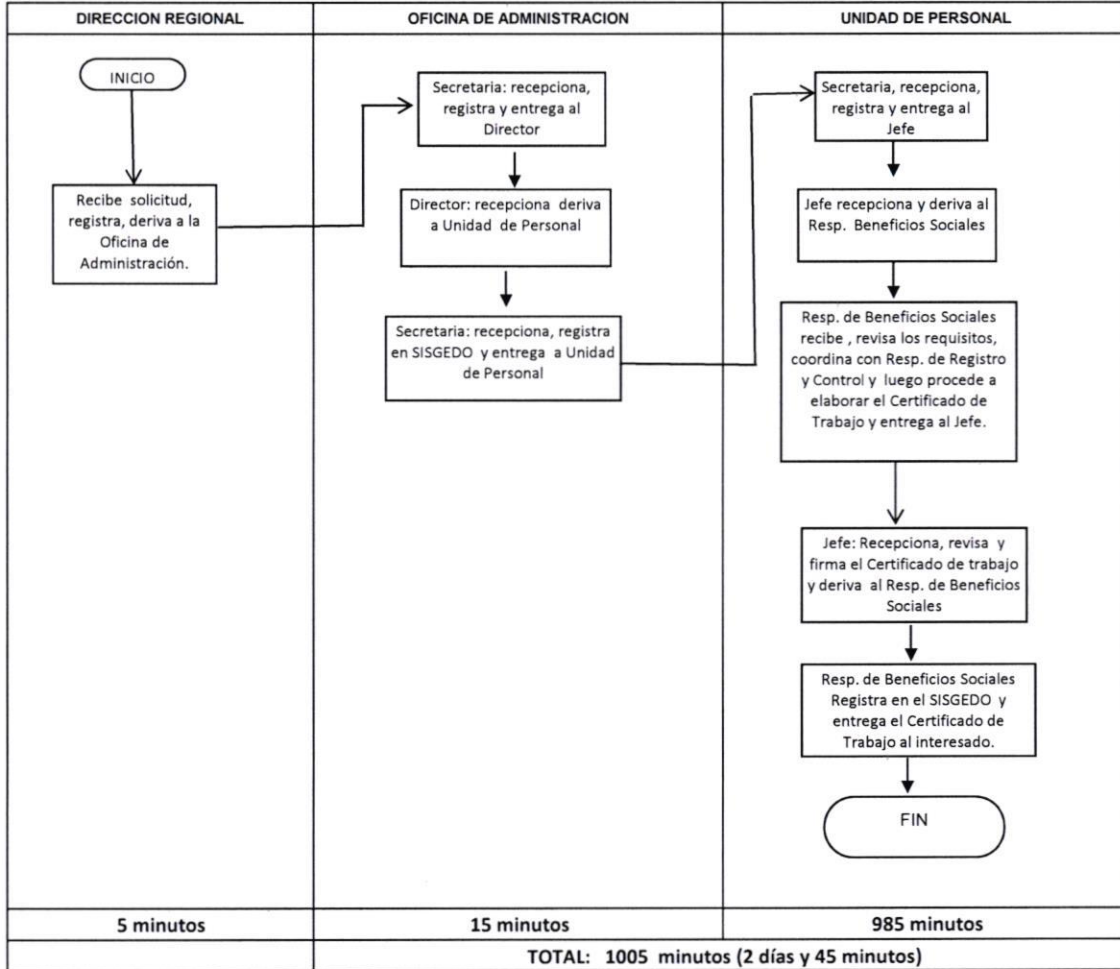 DIRECCION REGIONAL
OFICINA DE ADMINISTRACION
UNIDAD DE PERSONAL
INICIO
Recibe solicitud,
registra, deriva a la
Oficina de
Administración.
Secretaria: recepciona,
registra y entrega al
Director
Director: recepciona deriva
a Unidad de Personal
Secretaria: recepciona, registra
en SISGEDO y entrega a Unidad
de Personal
Secretaria, recepciona,
registra y entrega al
Jefe
Jefe recepciona y deriva al
Resp. Beneficios Sociales
Resp. de Beneficios Sociales
recibe , revisa los requisitos,
coordina con Resp. de Registro
y Control y luego procede a
elaborar el Certificado de
Trabajo y entrega al Jefe.
Jefe: Recepciona, revisa y
firma el Certificado de trabajo
y deriva al Resp. de Beneficios
Sociales
Resp. de Beneficios Sociales
Registra en el SISGEDO y
entrega el Certificado de
Trabajo al interesado.
FIN
5 minutos
15 minutos
985 minutos
TOTAL: 1005 minutos (2 días y 45 minutos)